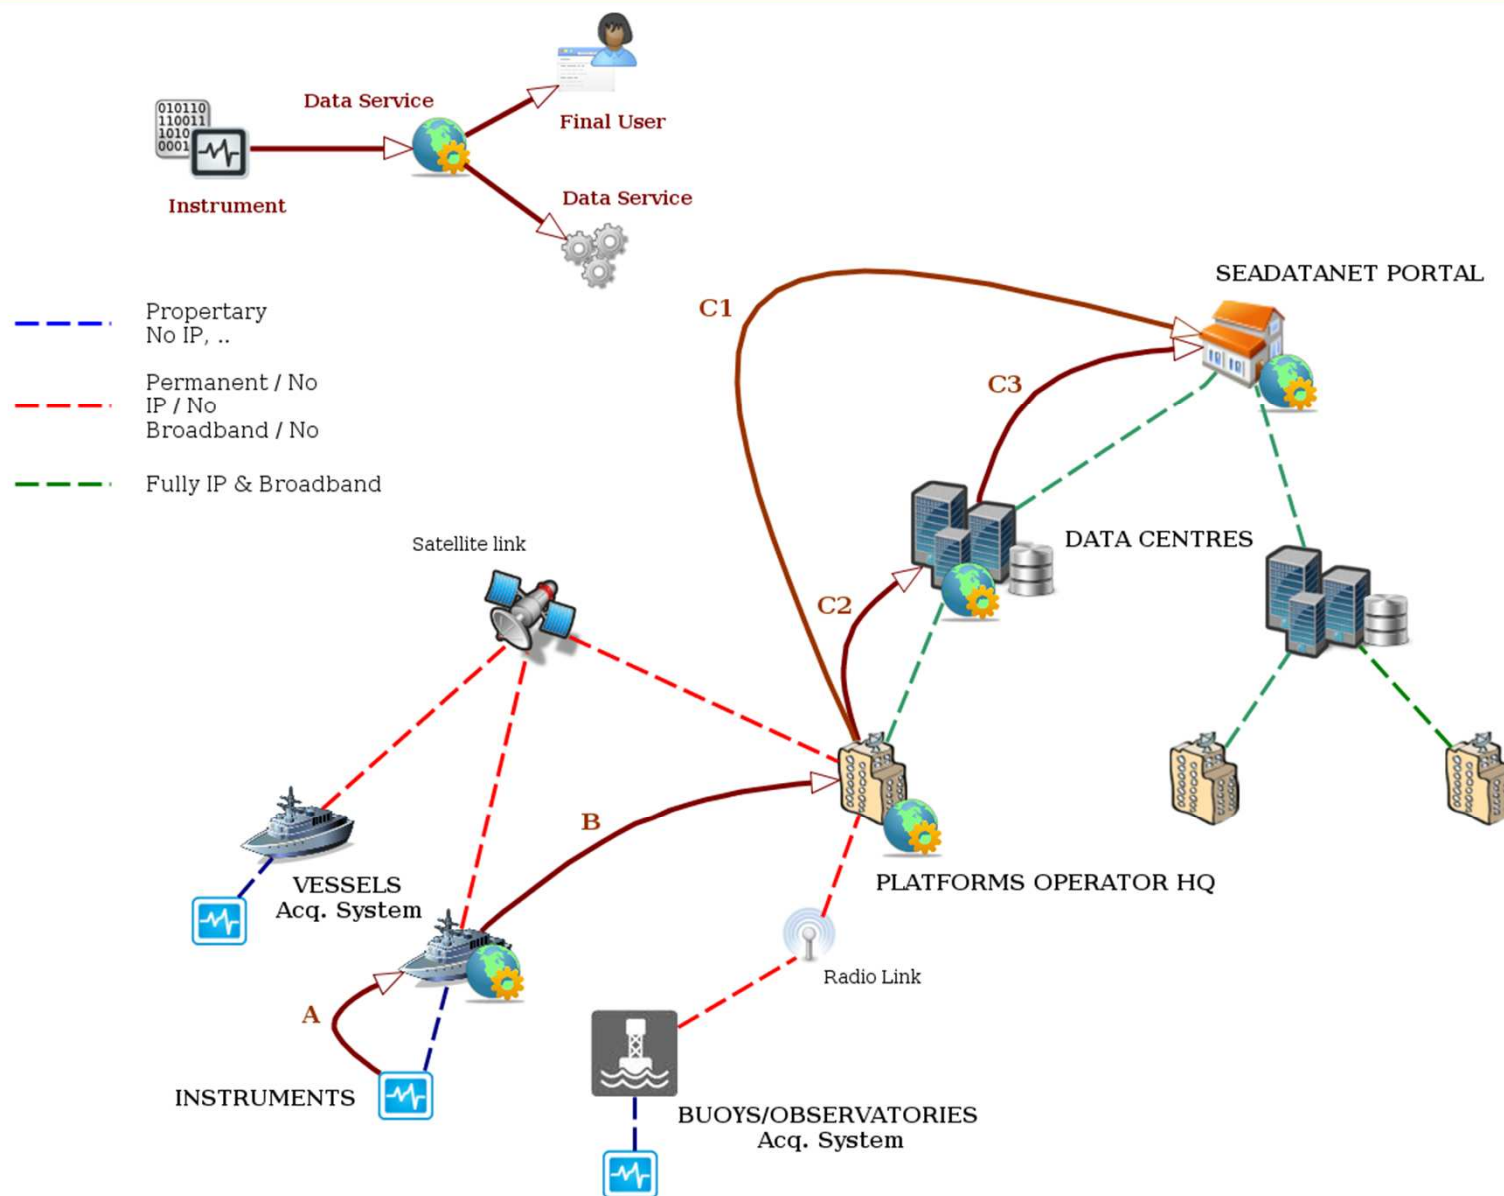 Data Service
Final User
010110
110011
1010
0001
Instrument
Data Service
Propertary
No IP, ..
Permanent / No
IP / No
Broadband / No
Fully IP & Broadband
SEADATANET PORTAL
C1
C3
Satellite link
DATA CENTRES
C2
B
VESSELS
Acq. System
PLATFORMS OPERATOR HQ
Radio Link
A
INSTRUMENTS
BUOYS/OBSERVATORIES
Acq. System